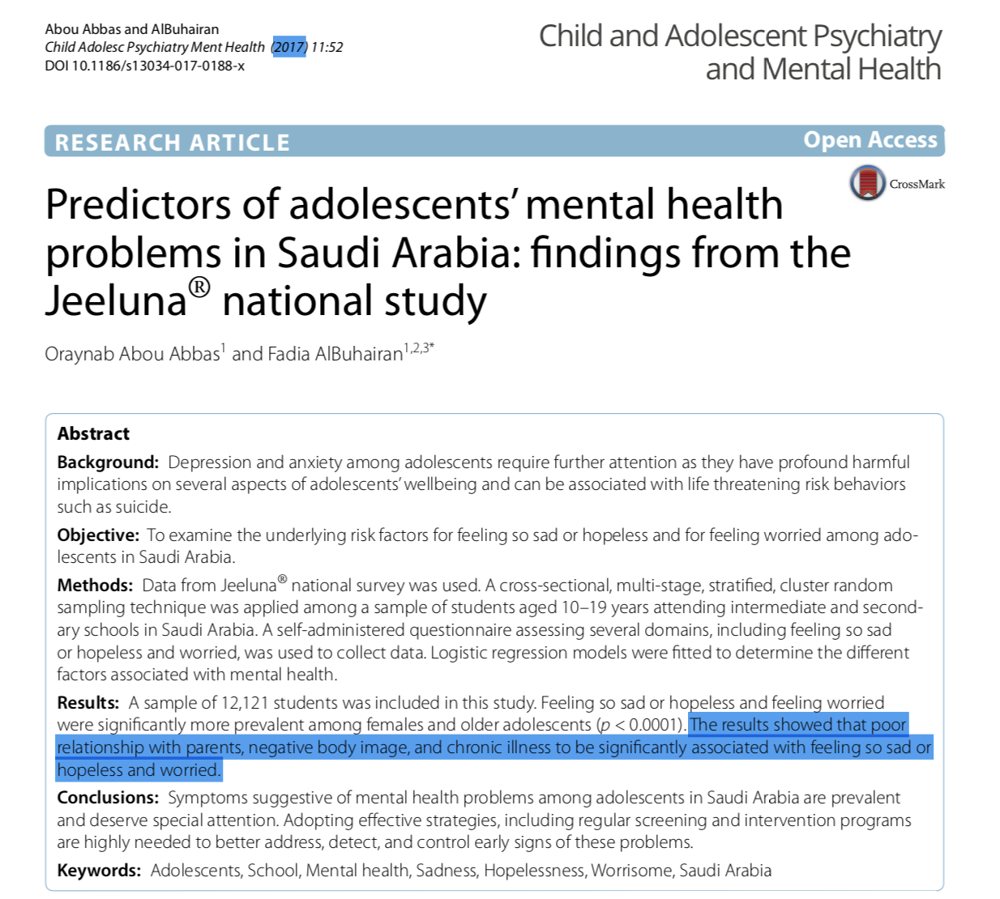 Abou Abbas and AlBuhairan
Child Adolesc Psychiatry Ment Health (2017) 11:52
DOI 10.1186/s13034-017-0188-x
Child and Adolescent Psychiatry
and Mental Health
RESEARCH ARTICLE
Open Access
CrossMark
Predictors of adolescents’ mental health
problems in Saudi Arabia: findings from the
Jeeluna® national study
Oraynab Abou Abbas1 and Fadia AlBuhairan1,2,3*
Abstract
Background: Depression and anxiety among adolescents require further attention as they have profound harmful
implications on several aspects of adolescents’ wellbeing and can be associated with life threatening risk behaviors
such as suicide.
Objective: To examine the underlying risk factors for feeling so sad or hopeless and for feeling worried among ado-
lescents in Saudi Arabia.
Methods: Data from Jeeluna® national survey was used. A cross-sectional, multi-stage, stratified, cluster random
sampling technique was applied among a sample of students aged 10–19 years attending intermediate and second-
ary schools in Saudi Arabia. A self-administered questionnaire assessing several domains, including feeling so sad
or hopeless and worried, was used to collect data. Logistic regression models were fitted to determine the different
factors associated with mental health.
Results: A sample of 12,121 students was included in this study. Feeling so sad or hopeless and feeling worried
were significantly more prevalent among females and older adolescents (p < 0.0001). The results showed that poor
relationship with parents, negative body image, and chronic illness to be significantly associated with feeling so sad or
hopeless and worried.
Conclusions: Symptoms suggestive of mental health problems among adolescents in Saudi Arabia are prevalent
and deserve special attention. Adopting effective strategies, including regular screening and intervention programs
are highly needed to better address, detect, and control early signs of these problems.
Keywords: Adolescents, School, Mental health, Sadness, Hopelessness, Worrisome, Saudi Arabia